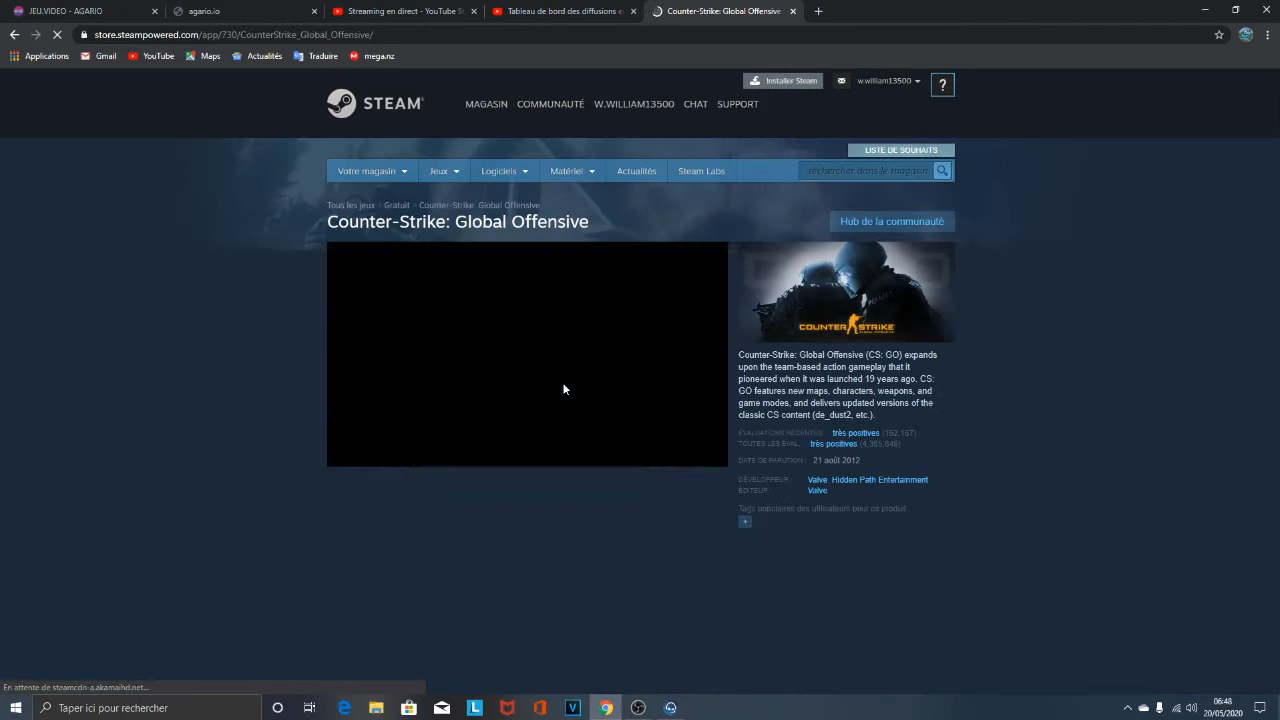 JEU.VIDEO - AGARIO
agario.io
Streaming en direct - YouTube S
Tableau de bord des diffusions e
Counter-Strike: Global Offensive
store.steampowered.com/app/730/CounterStrike_Global_Offensive/
Applications
Gmail
YouTube
Maps
Actualités
Traduire
mega.nz
Installer Steam
w.william13500
?
STEAM
MAGASIN
COMMUNAUTÉ
W.WILLIAM13500
CHAT
SUPPORT
LISTE DE SOUHAITS
Votre magasin
Jeux
Logiciels
Matériel
Actualités
Steam Labs
rechercher dans le magasin
Tous les jeux > Gratuit > Counter-Strike: Global Offensive
Counter-Strike: Global Offensive
Hub de la communauté
POLIZEI
COUNTER STRIKE
GLOBAL OFFENSIVE
Counter-Strike: Global Offensive (CS: GO) expands
upon the team-based action gameplay that it
pioneered when it was launched 19 years ago. CS:
GO features new maps, characters, weapons, and
game modes, and delivers updated versions of the
classic CS content (de_dust2, etc.).
ÉVALUATIONS RÉCENTES : très positives (162,167)
TOUTES LES ÉVAL. : très positives (4,365,849)
DATE DE PARUTION : 21 août 2012
DÉVELOPPEUR : Valve, Hidden Path Entertainment
ÉDITEUR : Valve
Tags populaires des utilisateurs pour ce produit
+
En attente de steamcdn-a.akamaihd.net...
Taper ici pour rechercher
06:48
20/05/2020